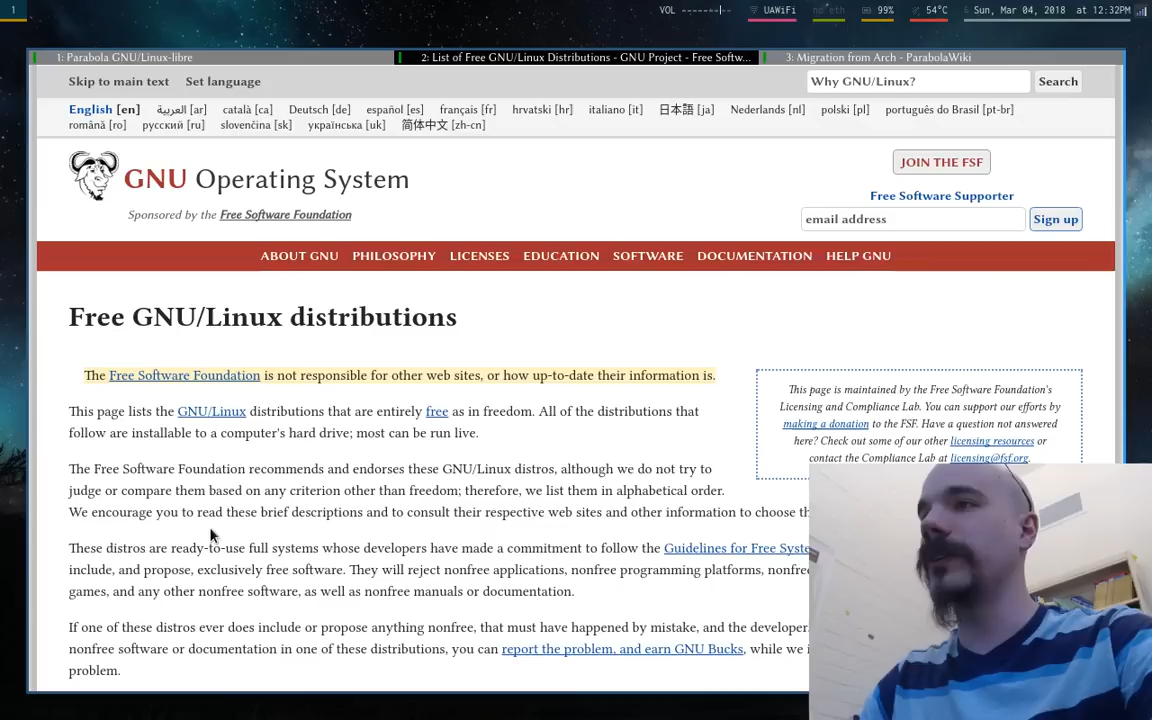 1
VOL
UAWiFi
no eth
99%
54°C
Sun, Mar 04, 2018 at 12:32PM
1: Parabola GNU/Linux-libre
2: List of Free GNU/Linux Distributions - GNU Project - Free Softw...
3: Migration from Arch - ParabolaWiki
Skip to main text Set language
Why GNU/Linux? Search
English [en] العربية [ar] català [ca] Deutsch [de] español [es] français [fr] hrvatski [hr] italiano [it] 日本語 [ja] Nederlands [nl] polski [pl] português do Brasil [pt-br]
română [ro] русский [ru] slovenčina [sk] українська [uk] 简体中文 [zh-cn]
JOIN THE FSF
GNU Operating System
Free Software Supporter
Sponsored by the Free Software Foundation
email address Sign up
ABOUT GNU PHILOSOPHY LICENSES EDUCATION SOFTWARE DOCUMENTATION HELP GNU
Free GNU/Linux distributions
The Free Software Foundation is not responsible for other web sites, or how up-to-date their information is.
This page lists the GNU/Linux distributions that are entirely free as in freedom. All of the distributions that
follow are installable to a computer's hard drive; most can be run live.
This page is maintained by the Free Software Foundation's
Licensing and Compliance Lab. You can support our efforts by
making a donation to the FSF. Have a question not answered
here? Check out some of our other licensing resources or
contact the Compliance Lab at licensing@fsf.org.
The Free Software Foundation recommends and endorses these GNU/Linux distros, although we do not try to
judge or compare them based on any criterion other than freedom; therefore, we list them in alphabetical order.
We encourage you to read these brief descriptions and to consult their respective web sites and other information to choose th
These distros are ready-to-use full systems whose developers have made a commitment to follow the Guidelines for Free Syste
include, and propose, exclusively free software. They will reject nonfree applications, nonfree programming platforms, nonfre
games, and any other nonfree software, as well as nonfree manuals or documentation.
If one of these distros ever does include or propose anything nonfree, that must have happened by mistake, and the developer
nonfree software or documentation in one of these distributions, you can report the problem, and earn GNU Bucks, while we i
problem.